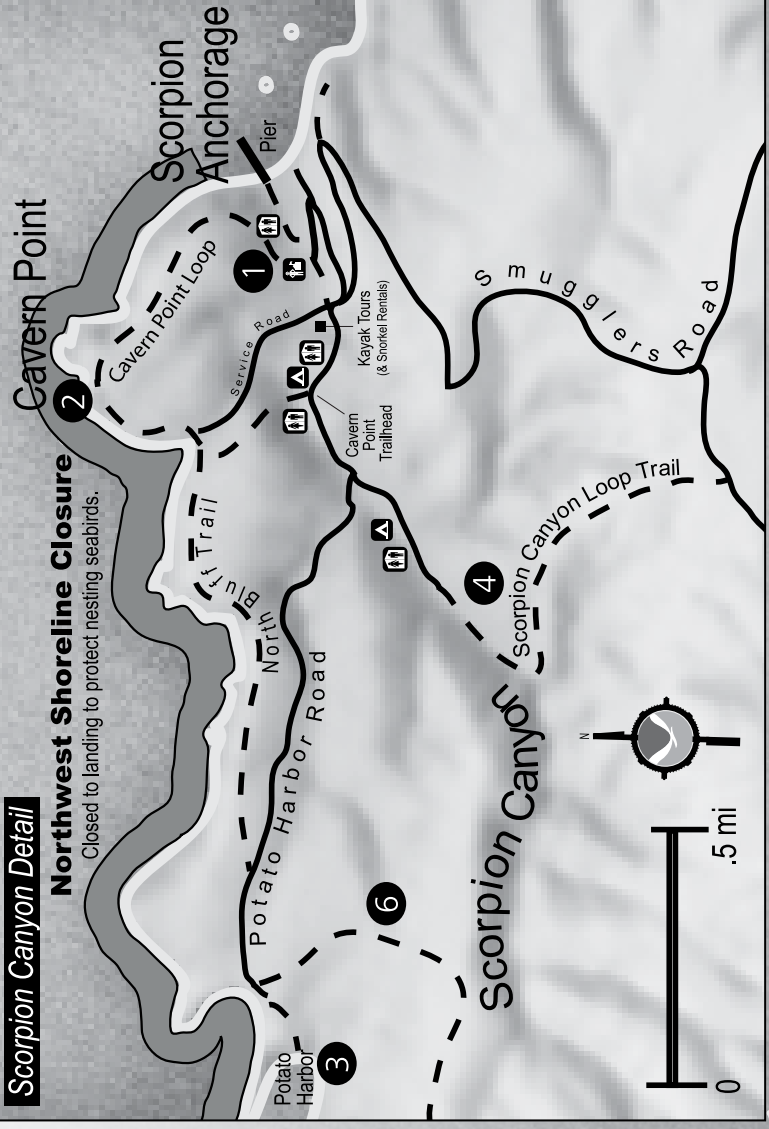 Scorpion Canyon Detail
Northwest Shoreline Closure
Closed to landing to protect nesting seabirds.
Cavern Point
2
Cavern Point Loop
Scorpion
Anchorage
Pier
1
Service Road
Kayak Tours
(& Snorkel Rentals)
Cavern
Point
Trailhead
North Bluff Trail
Potato Harbor Road
Potato
Harbor
3
6
4
Scorpion Canyon Loop Trail
Scorpion Canyon
Smugglers Road
N
0
.5 mi